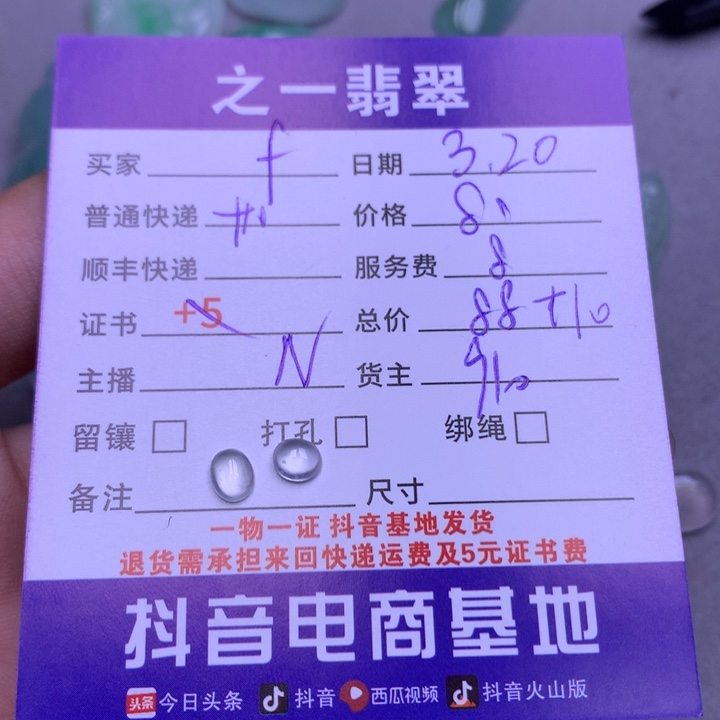 之一翡翠
买家 f 日期 3.20
普通快递 价格 80
顺丰快递 服务费 8
证书 +5 总价 88+10
主播 N 货主
留镶 打孔 绑绳
备注 尺寸
一物一证 抖音基地发货
退货需承担来回快递运费及5元证书费
抖音电商基地
头条 今日头条 抖音 西瓜视频 抖音火山版